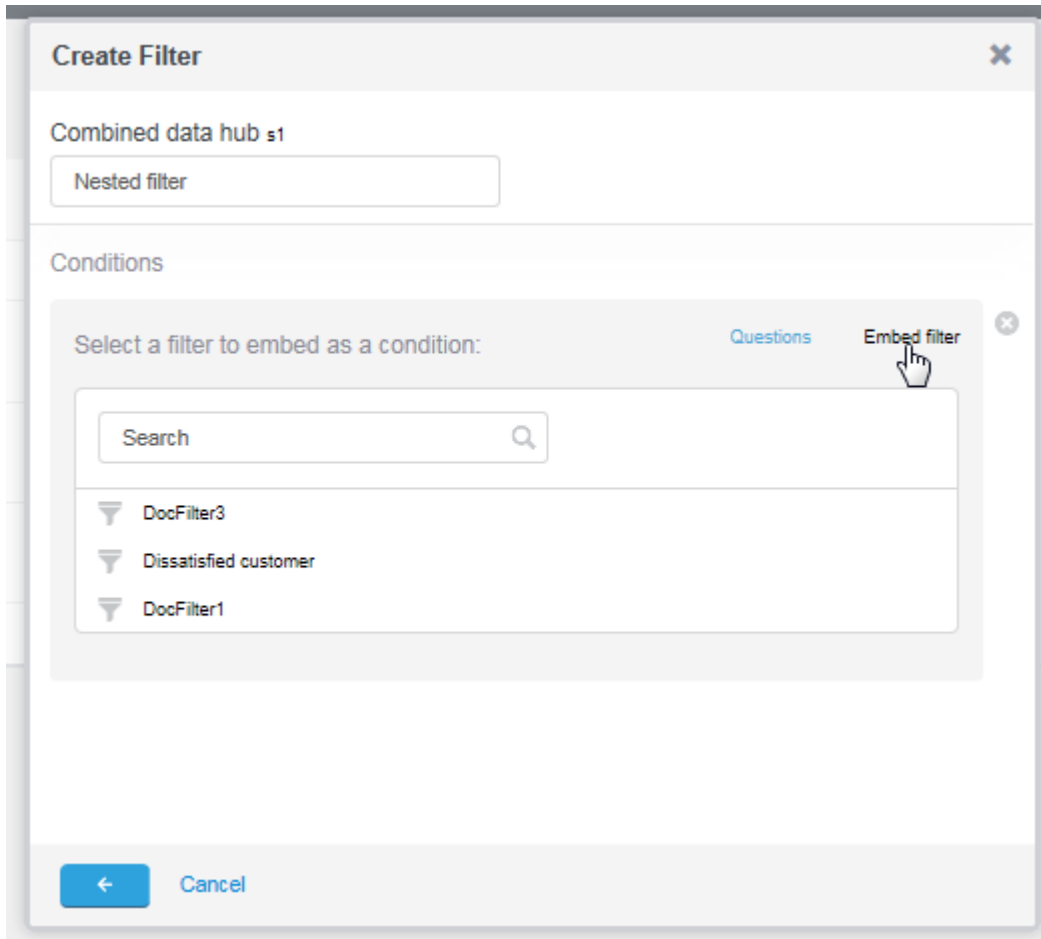 Create Filter
Combined data hub s1
Nested filter
Conditions
Select a filter to embed as a condition: Questions Embed filter
Search
DocFilter3
Dissatisfied customer
DocFilter1
Cancel